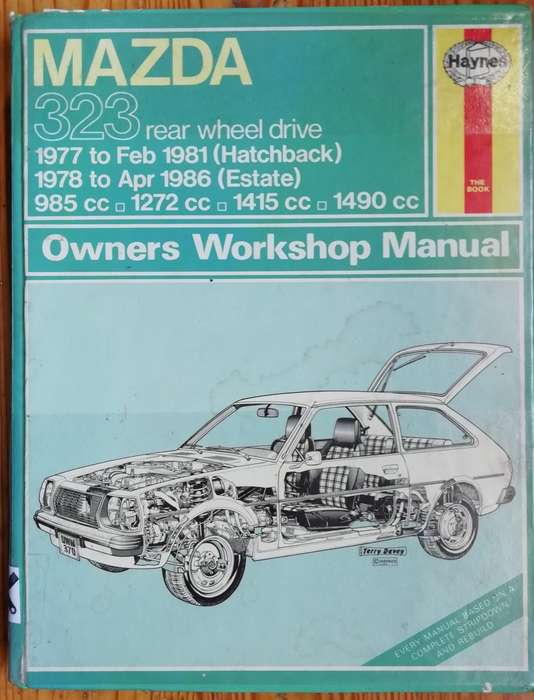 MAZDA
323 rear wheel drive
1977 to Feb 1981 (Hatchback)
1978 to Apr 1986 (Estate)
985 cc □ 1272 cc □ 1415 cc □ 1490 cc
Haynes
THE
BOOK
Owners Workshop Manual
Terry Davey
EVERY MANUAL BASED ON A
COMPLETE STRIPDOWN
AND REBUILD